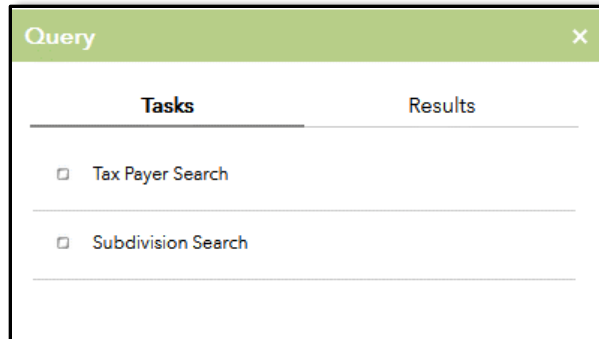 Query ×
Tasks Results
Tax Payer Search
Subdivision Search